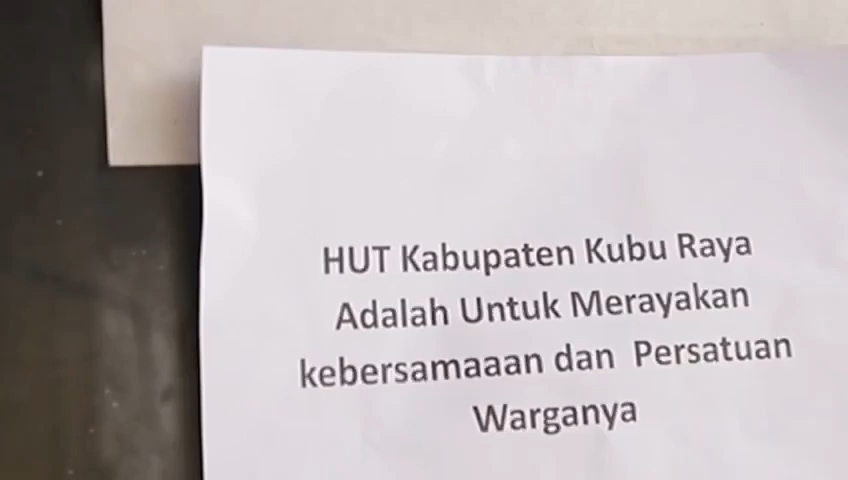 HUT Kabupaten Kubu Raya
Adalah Untuk Merayakan
kebersamaaan dan Persatuan
Warganya